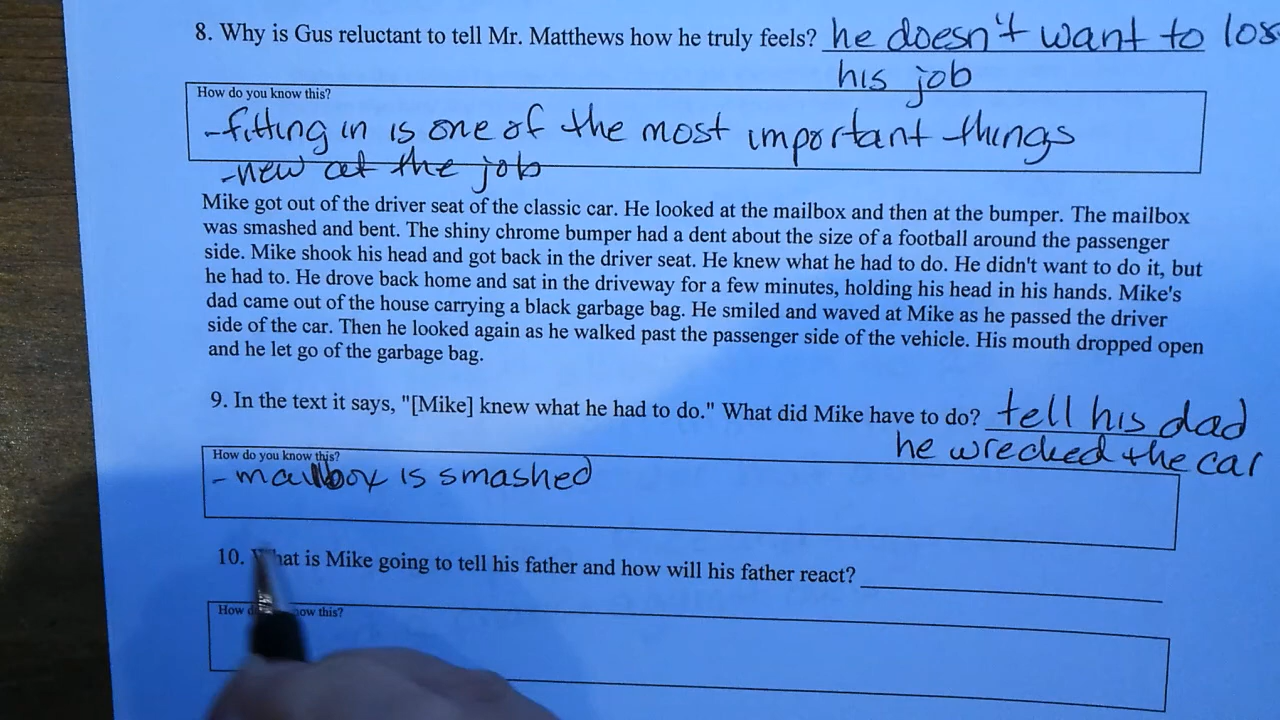 8. Why is Gus reluctant to tell Mr. Matthews how he truly feels? he doesn't want to los
his job
How do you know this?
-fitting in is one of the most important things
-new at the job
Mike got out of the driver seat of the classic car. He looked at the mailbox and then at the bumper. The mailbox
was smashed and bent. The shiny chrome bumper had a dent about the size of a football around the passenger
side. Mike shook his head and got back in the driver seat. He knew what he had to do. He didn't want to do it, but
he had to. He drove back home and sat in the driveway for a few minutes, holding his head in his hands. Mike's
dad came out of the house carrying a black garbage bag. He smiled and waved at Mike as he passed the driver
side of the car. Then he looked again as he walked past the passenger side of the vehicle. His mouth dropped open
and he let go of the garbage bag.
9. In the text it says, "[Mike] knew what he had to do." What did Mike have to do? tell his dad
he wrecked the car
How do you know this?
- mailbox is smashed
10. What is Mike going to tell his father and how will his father react?
How do you know this?